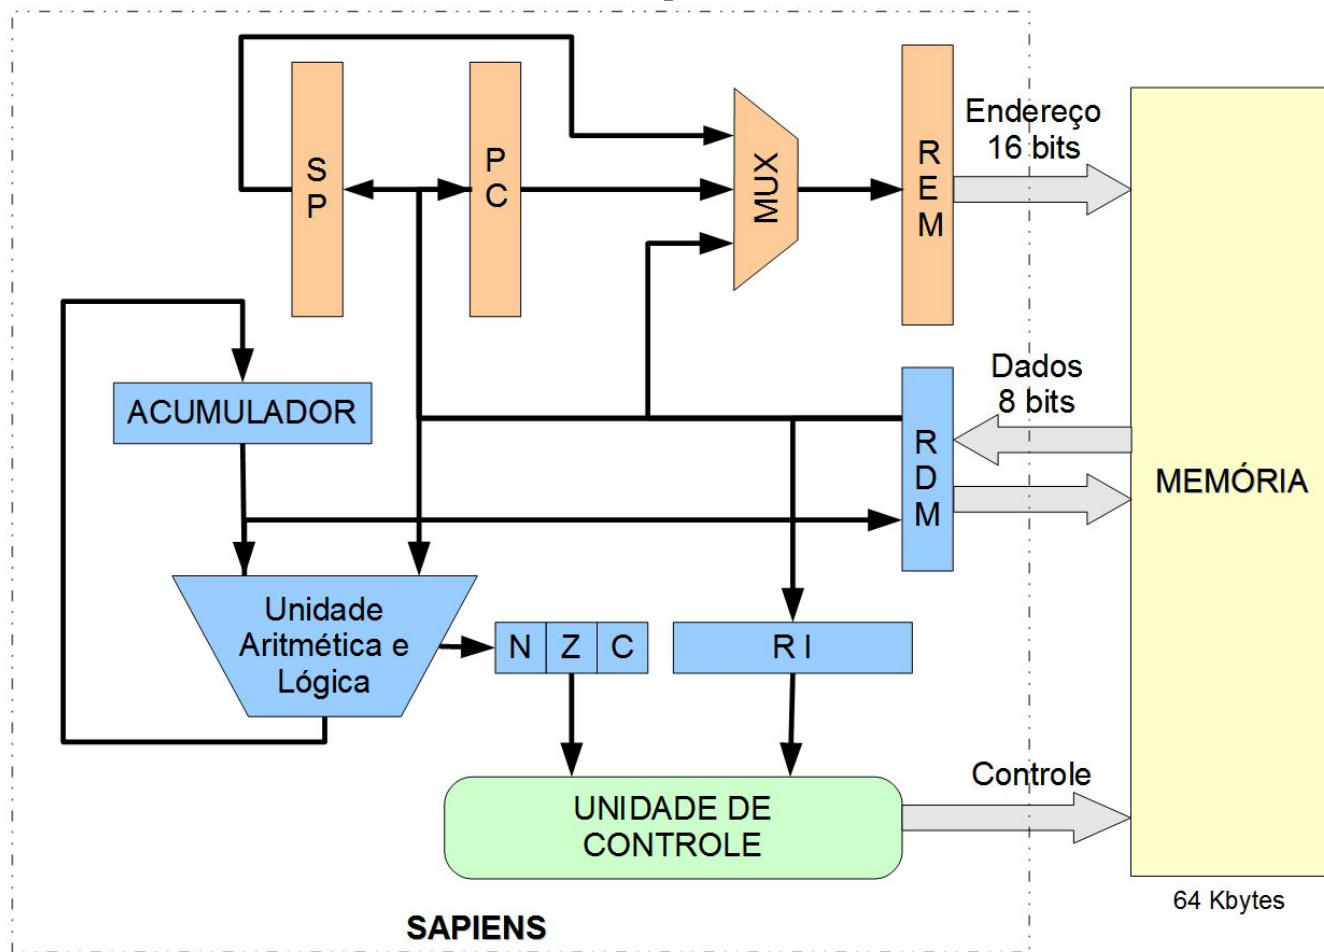 S
P
P
C
MUX
R
E
M
Endereço
16 bits
ACUMULADOR
Dados
8 bits
R
D
M
MEMÓRIA
Unidade
Aritmética e
Lógica
N Z C
R I
UNIDADE DE
CONTROLE
Controle
64 Kbytes
SAPIENS